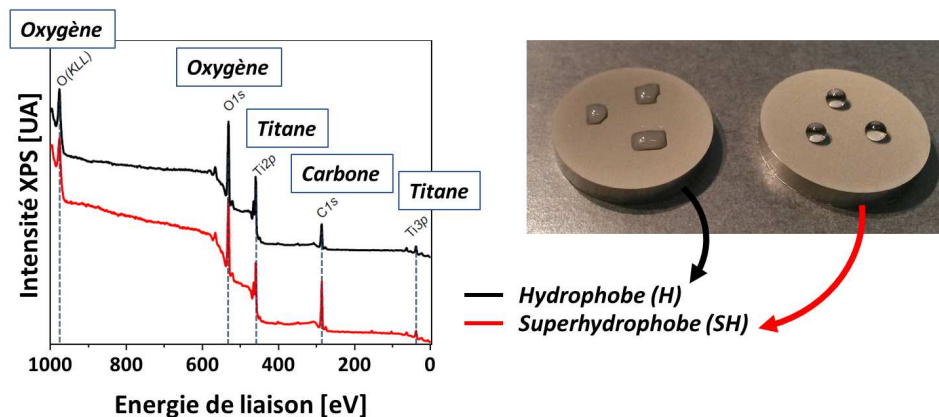 Oxygène
O(KLL)
Oxygène
O1s
Titane
Ti2p
Carbone
C1s
Titane
Ti3p
Intensité XPS [UA]
1000 800 600 400 200 0
Energie de liaison [eV]
Hydrophobe (H)
Superhydrophobe (SH)